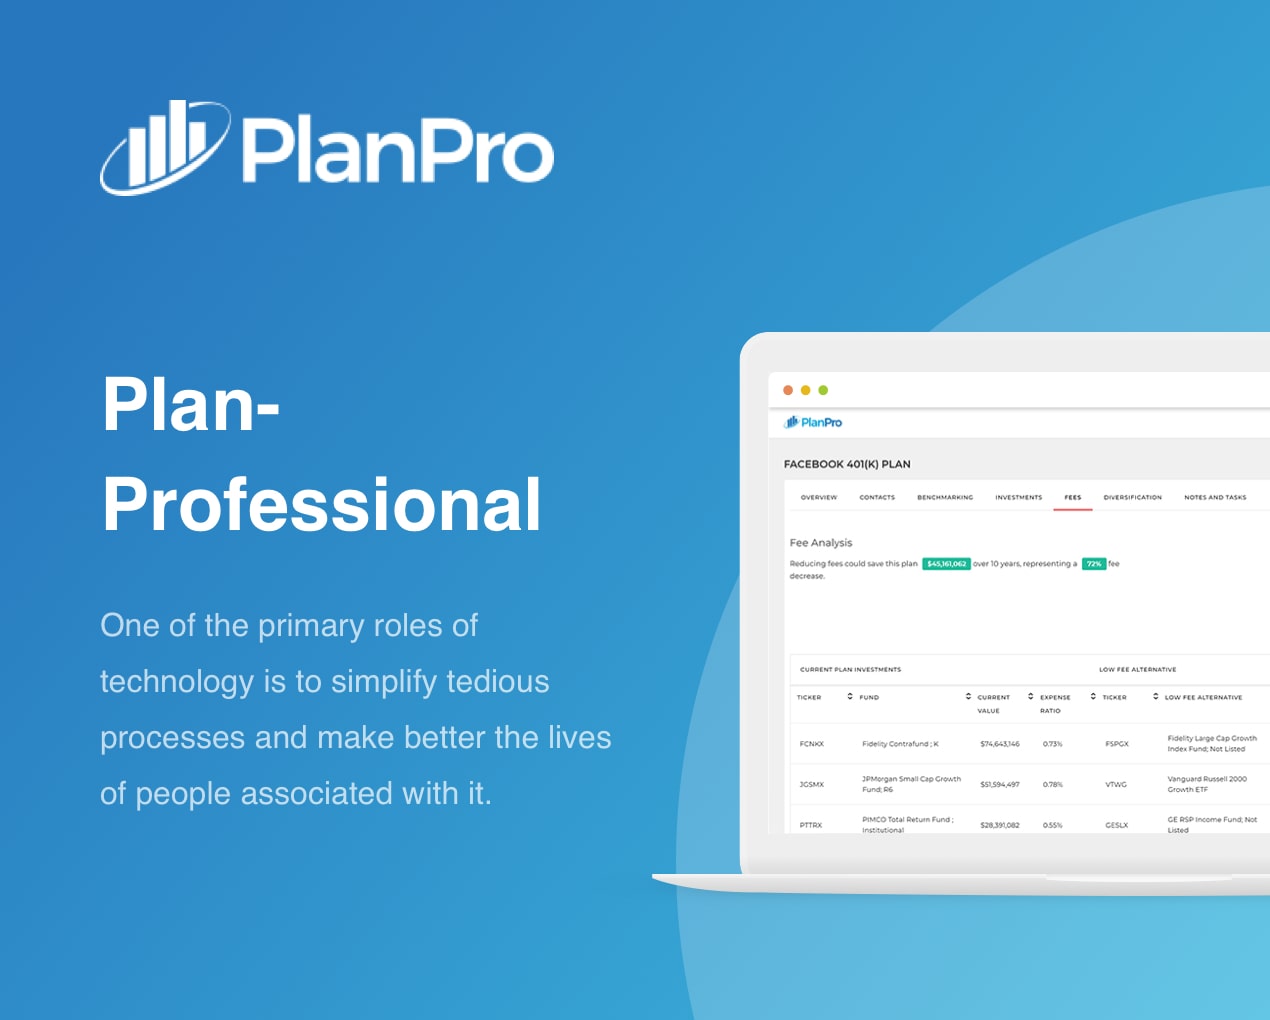 PlanPro
Plan-
Professional
One of the primary roles of
technology is to simplify tedious
processes and make better the lives
of people associated with it.
PlanPro
FACEBOOK 401(K) PLAN
OVERVIEW CONTACTS BENCHMARKING INVESTMENTS FEES DIVERSIFICATION NOTES AND TASKS
Fee Analysis
Reducing fees could save this plan $45,161,062 over 10 years, representing a 72% fee
decrease.
CURRENT PLAN INVESTMENTS LOW FEE ALTERNATIVE
TICKER FUND CURRENT EXPENSE TICKER LOW FEE ALTERNATIVE
VALUE RATIO
FCNKX Fidelity Contrafund ; K $74,643,146 0.73% FSPGX Fidelity Large Cap Growth
Index Fund; Not Listed
JGSMX JPMorgan Small Cap Growth $51,594,497 0.78% VTWG Vanguard Russell 2000
Fund; R6 Growth ETF
PTTRX PIMCO Total Return Fund ; $28,391,082 0.55% GESLX GE RSP Income Fund; Not
Institutional Listed